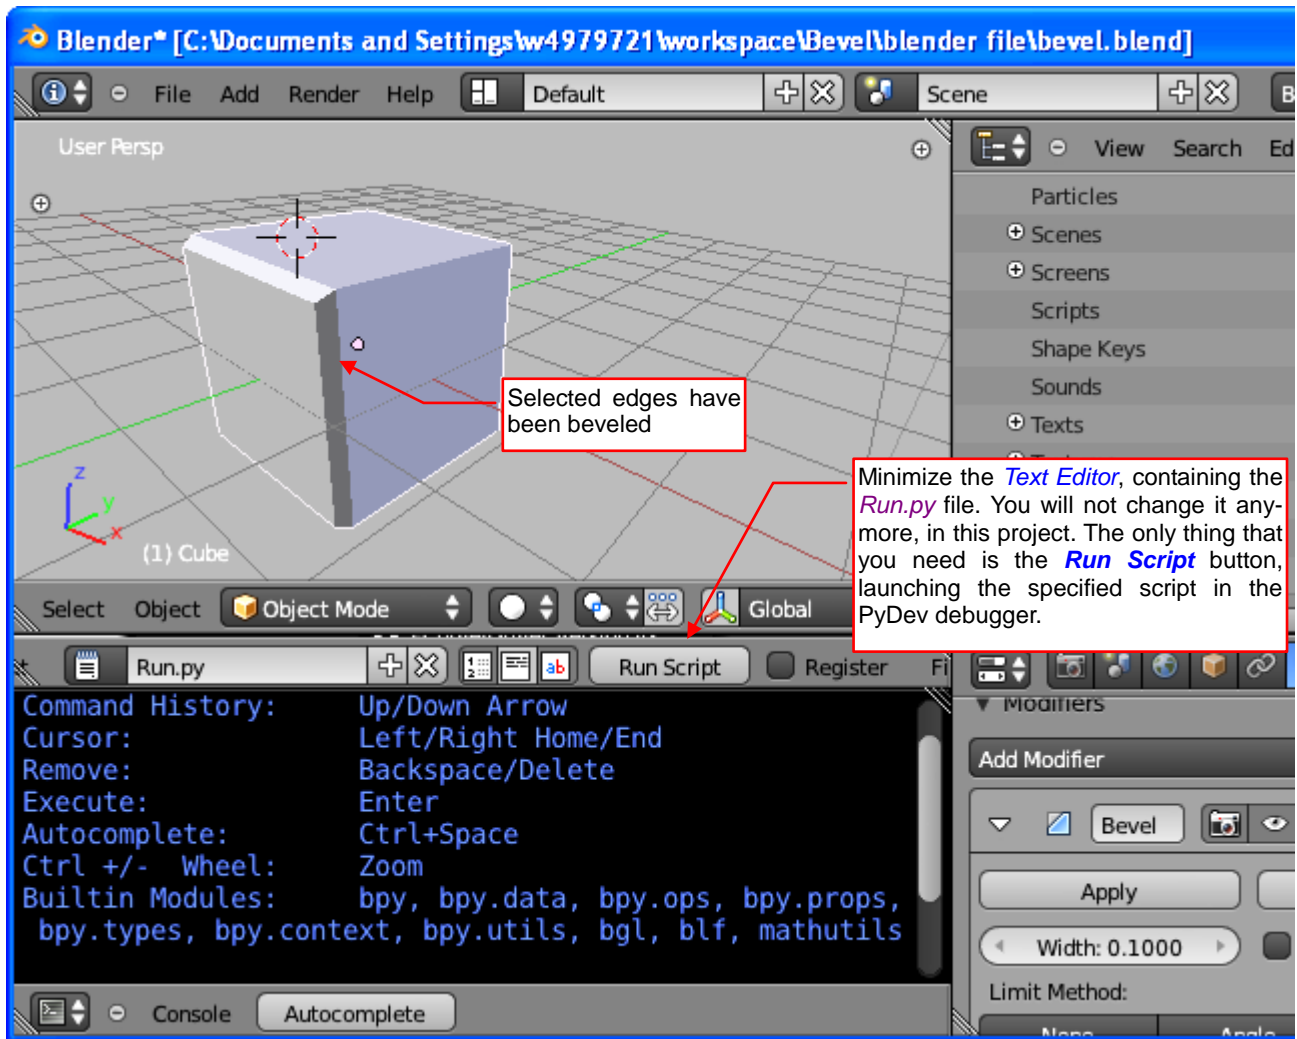 Blender* [C:\Documents and Settings\w4979721\workspace\Bevel\blender file\bevel.blend]
File Add Render Help Default Scene B
User Persp
View Search Ed
Particles
Scenes
Screens
Scripts
Shape Keys
Sounds
Texts
Selected edges have
been beveled
Minimize the Text Editor, containing the
Run.py file. You will not change it any-
more, in this project. The only thing that
you need is the Run Script button,
launching the specified script in the
PyDev debugger.
z
y
x
(1) Cube
Select Object Object Mode Global
Run.py Run Script Register Fi
Command History: Up/Down Arrow
Cursor: Left/Right Home/End
Remove: Backspace/Delete
Execute: Enter
Autocomplete: Ctrl+Space
Ctrl +/- Wheel: Zoom
Builtin Modules: bpy, bpy.data, bpy.ops, bpy.props,
bpy.types, bpy.context, bpy.utils, bgl, blf, mathutils
Console Autocomplete
Modifiers
Add Modifier
Bevel
Apply
Width: 0.1000
Limit Method:
None Angle